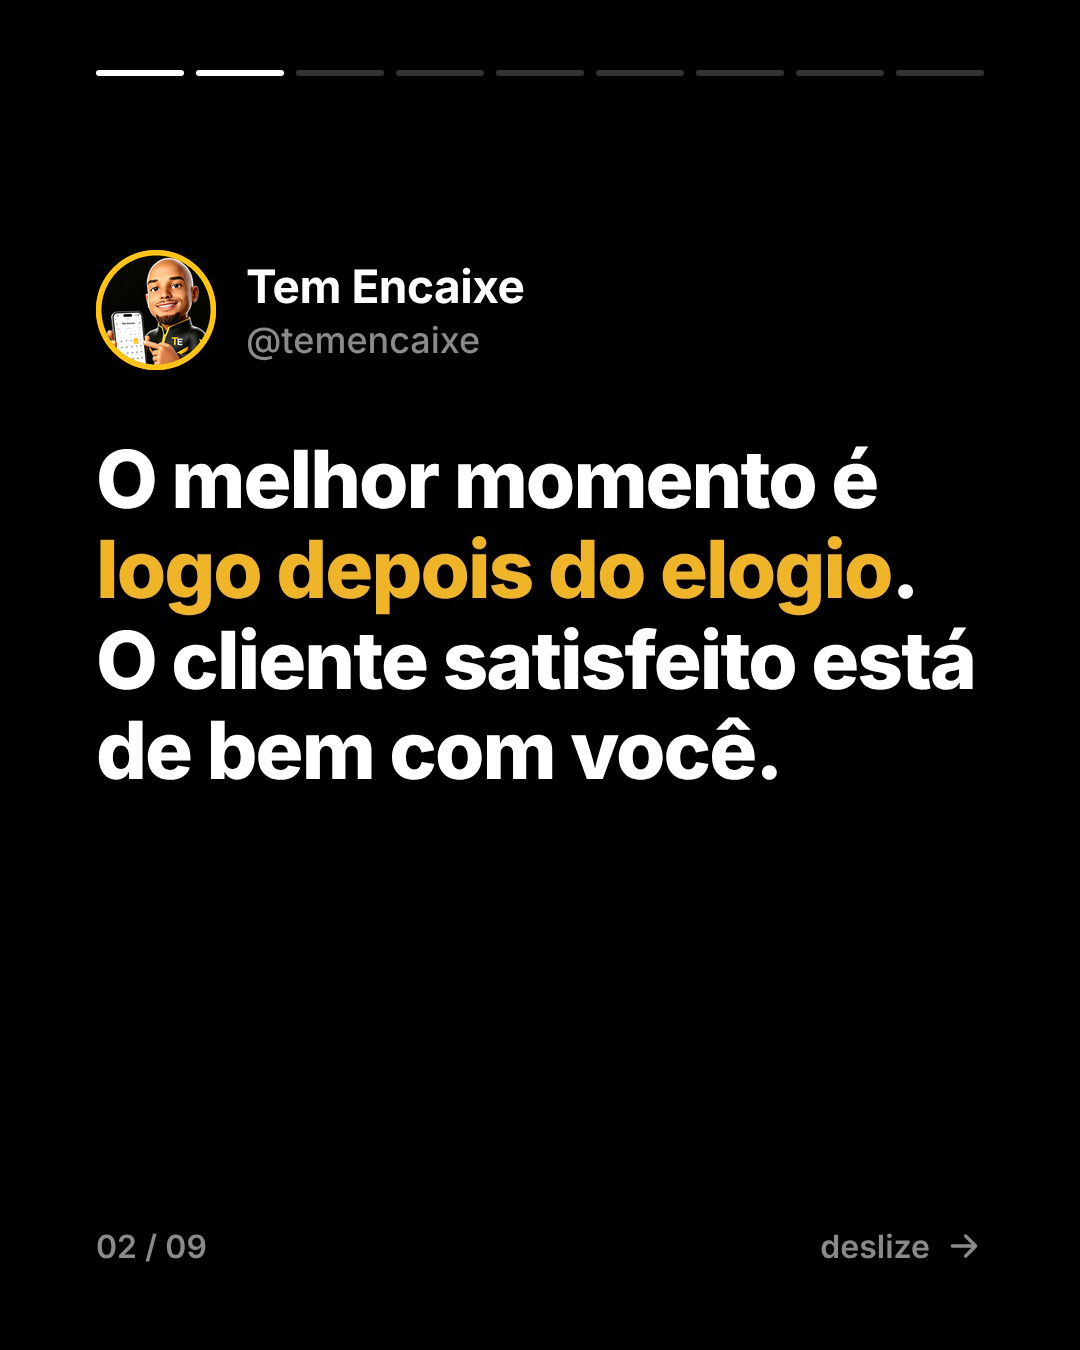 Tem Encaixe
@temencaixe
O melhor momento é
logo depois do elogio.
O cliente satisfeito está
de bem com você.
02 / 09
deslize →